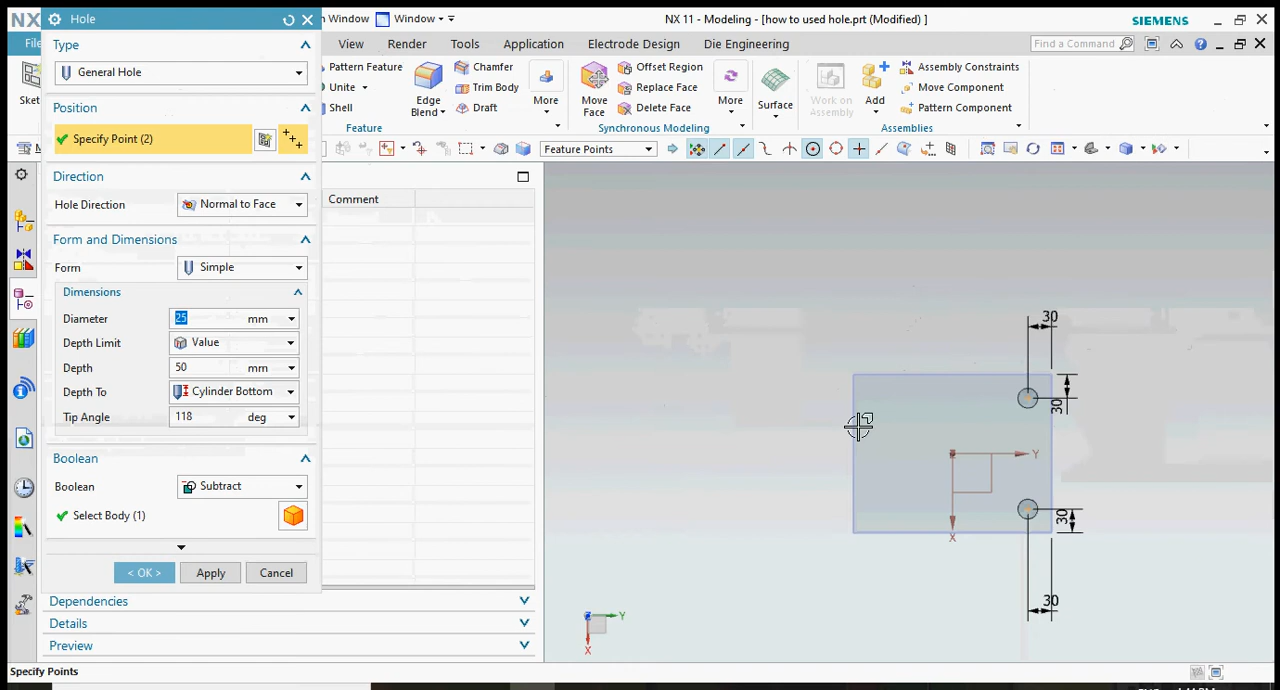 NX
Hole
n Window
Window
NX 11 - Modeling - [how to used hole.prt (Modified) ]
SIEMENS
File
View
Render
Tools
Application
Electrode Design
Die Engineering
Find a Command
Type
General Hole
Position
Specify Point (2)
Direction
Hole Direction
Normal to Face
Form and Dimensions
Form
Simple
Dimensions
Diameter
25
mm
Depth Limit
Value
Depth
50
mm
Depth To
Cylinder Bottom
Tip Angle
118
deg
Boolean
Boolean
Subtract
Select Body (1)
< OK >
Apply
Cancel
Sket
Pattern Feature
Unite
Shell
Edge Blend
Chamfer
Trim Body
Draft
More
Feature
Move Face
Offset Region
Replace Face
Delete Face
More
Synchronous Modeling
Surface
Work on Assembly
Add
Assembly Constraints
Move Component
Pattern Component
Assemblies
M
Feature Points
Comment
30
30
Y
X
30
30
Y
X
Dependencies
Details
Preview
Specify Points